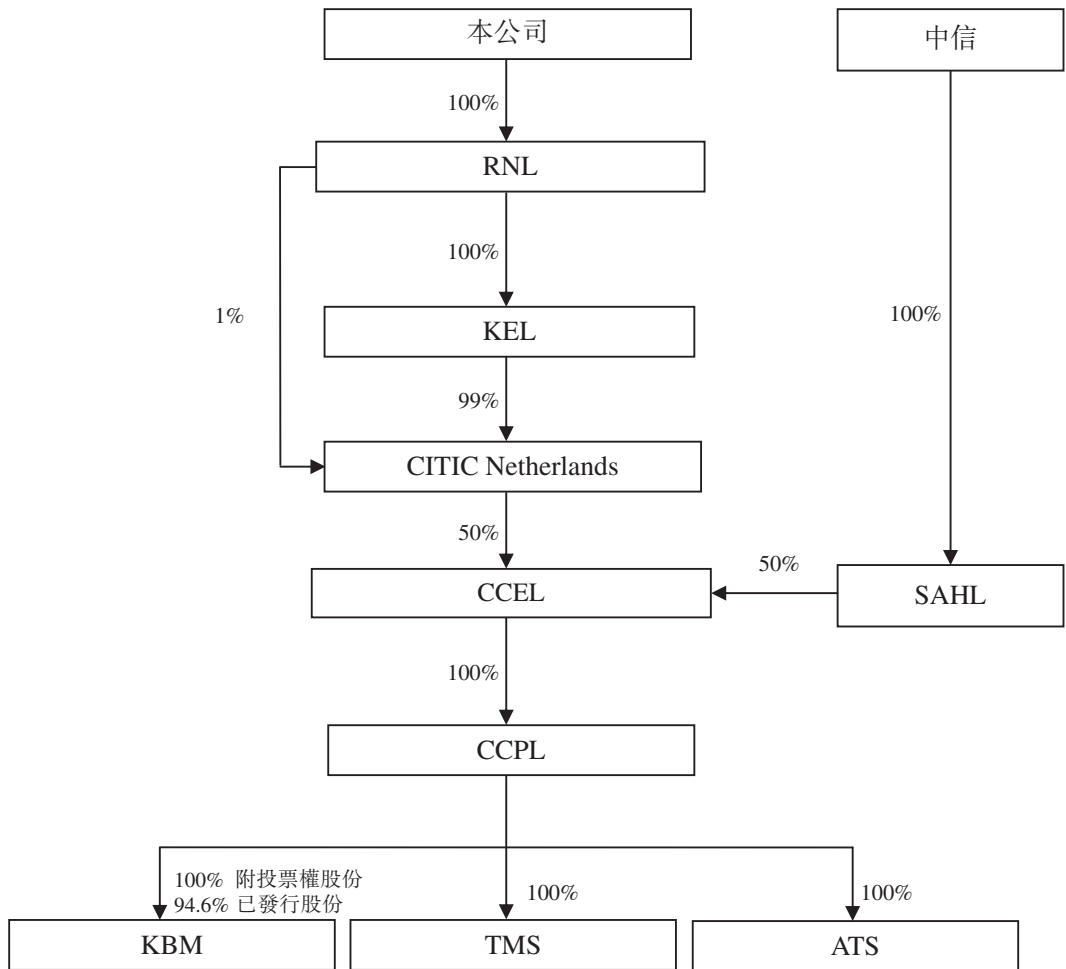 本公司
中信
100%
RNL
100%
1%
100%
KEL
99%
CITIC Netherlands
50%
50%
CCEL
SAHL
100%
CCPL
100% 附投票權股份
94.6% 已發行股份
100%
100%
KBM
TMS
ATS